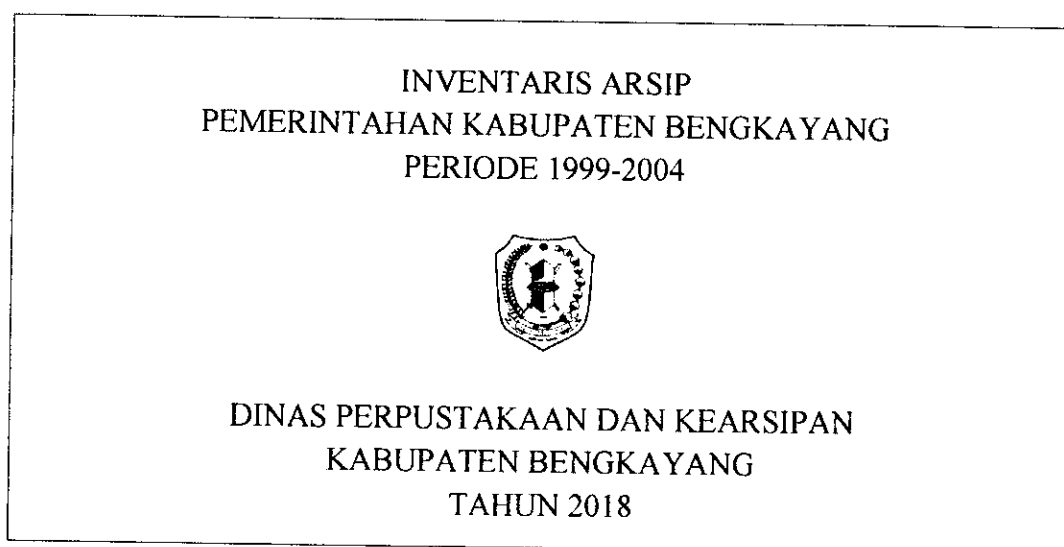 INVENTARIS ARSIP
PEMERINTAHAN KABUPATEN BENGKAYANG
PERIODE 1999-2004
DINAS PERPUSTAKAAN DAN KEARSIPAN
KABUPATEN BENGKAYANG
TAHUN 2018